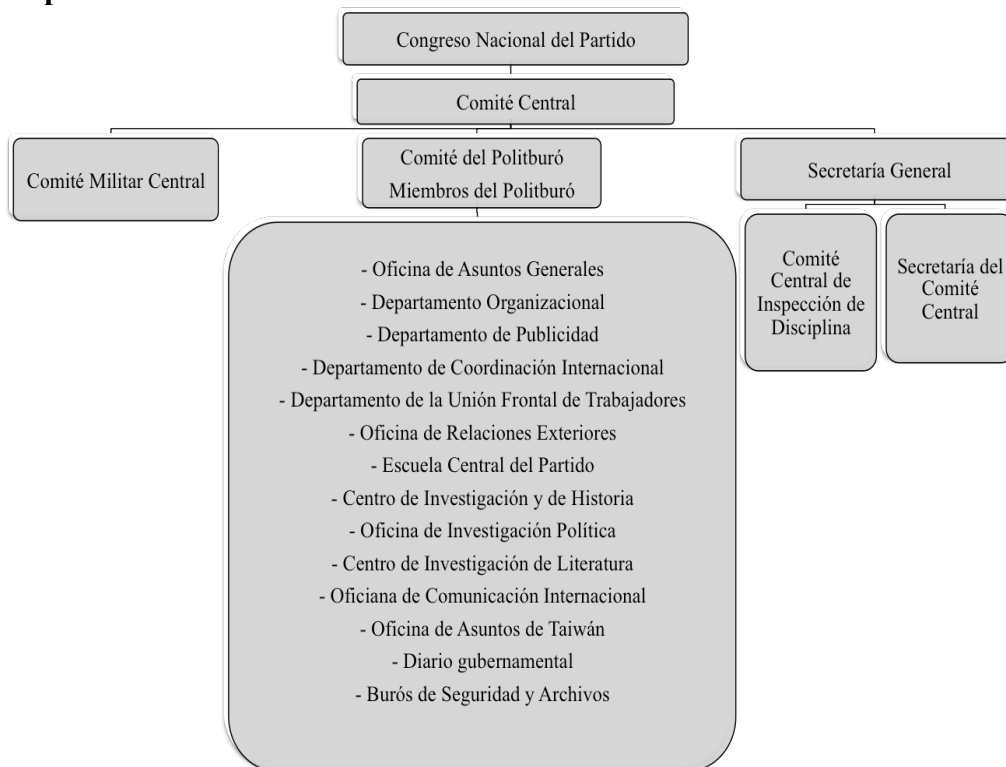 Congreso Nacional del Partido
Comité Central
Comité Militar Central
Comité del Politburó
Miembros del Politburó
Secretaría General
- Oficina de Asuntos Generales
- Departamento Organizacional
- Departamento de Publicidad
- Departamento de Coordinación Internacional
- Departamento de la Unión Frontal de Trabajadores
- Oficina de Relaciones Exteriores
- Escuela Central del Partido
- Centro de Investigación y de Historia
- Oficina de Investigación Política
- Centro de Investigación de Literatura
- Oficiana de Comunicación Internacional
- Oficina de Asuntos de Taiwán
- Diario gubernamental
- Burós de Seguridad y Archivos
Comité
Central de
Inspección de
Disciplina
Secretaría del
Comité
Central